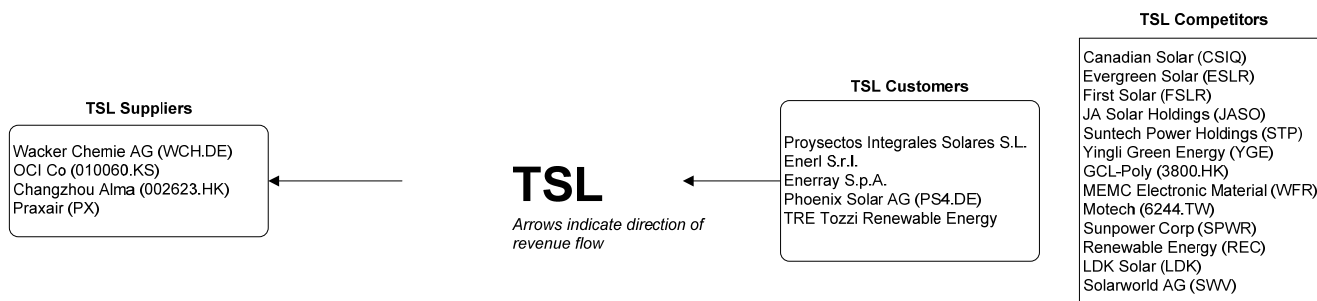 TSL Suppliers
Wacker Chemie AG (WCH.DE)
OCI Co (010060.KS)
Changzhou Alma (002623.HK)
Praxair (PX)
TSL
Arrows indicate direction of
revenue flow
TSL Customers
Proysectos Integrales Solares S.L.
Enerl S.r.l.
Enerray S.p.A.
Phoenix Solar AG (PS4.DE)
TRE Tozzi Renewable Energy
TSL Competitors
Canadian Solar (CSIQ)
Evergreen Solar (ESLR)
First Solar (FSLR)
JA Solar Holdings (JASO)
Suntech Power Holdings (STP)
Yingli Green Energy (YGE)
GCL-Poly (3800.HK)
MEMC Electronic Material (WFR)
Motech (6244.TW)
Sunpower Corp (SPWR)
Renewable Energy (REC)
LDK Solar (LDK)
Solarworld AG (SWV)